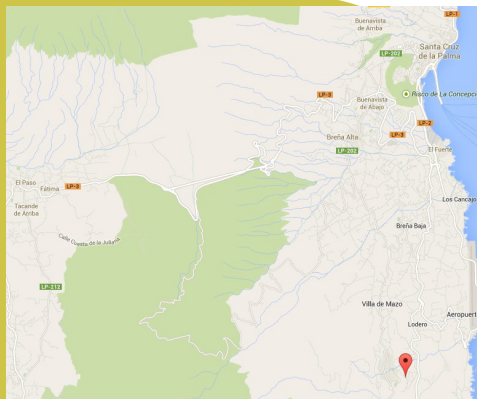 LP-1
Buenavista
de Arriba
LP-202
Santa Cruz
de la Palma
LP-3
Risco de La Concepci
Buenavista
de Abajo
LP-2
LP-3
Breña Alta
LP-202
El Fuerte
El Paso
Fátima
LP-3
Tacande
de Arriba
Los Cancajo
Breña Baja
Calle Cuesta de la Juliana
LP-212
Villa de Mazo
Aeropuerto
Lodero